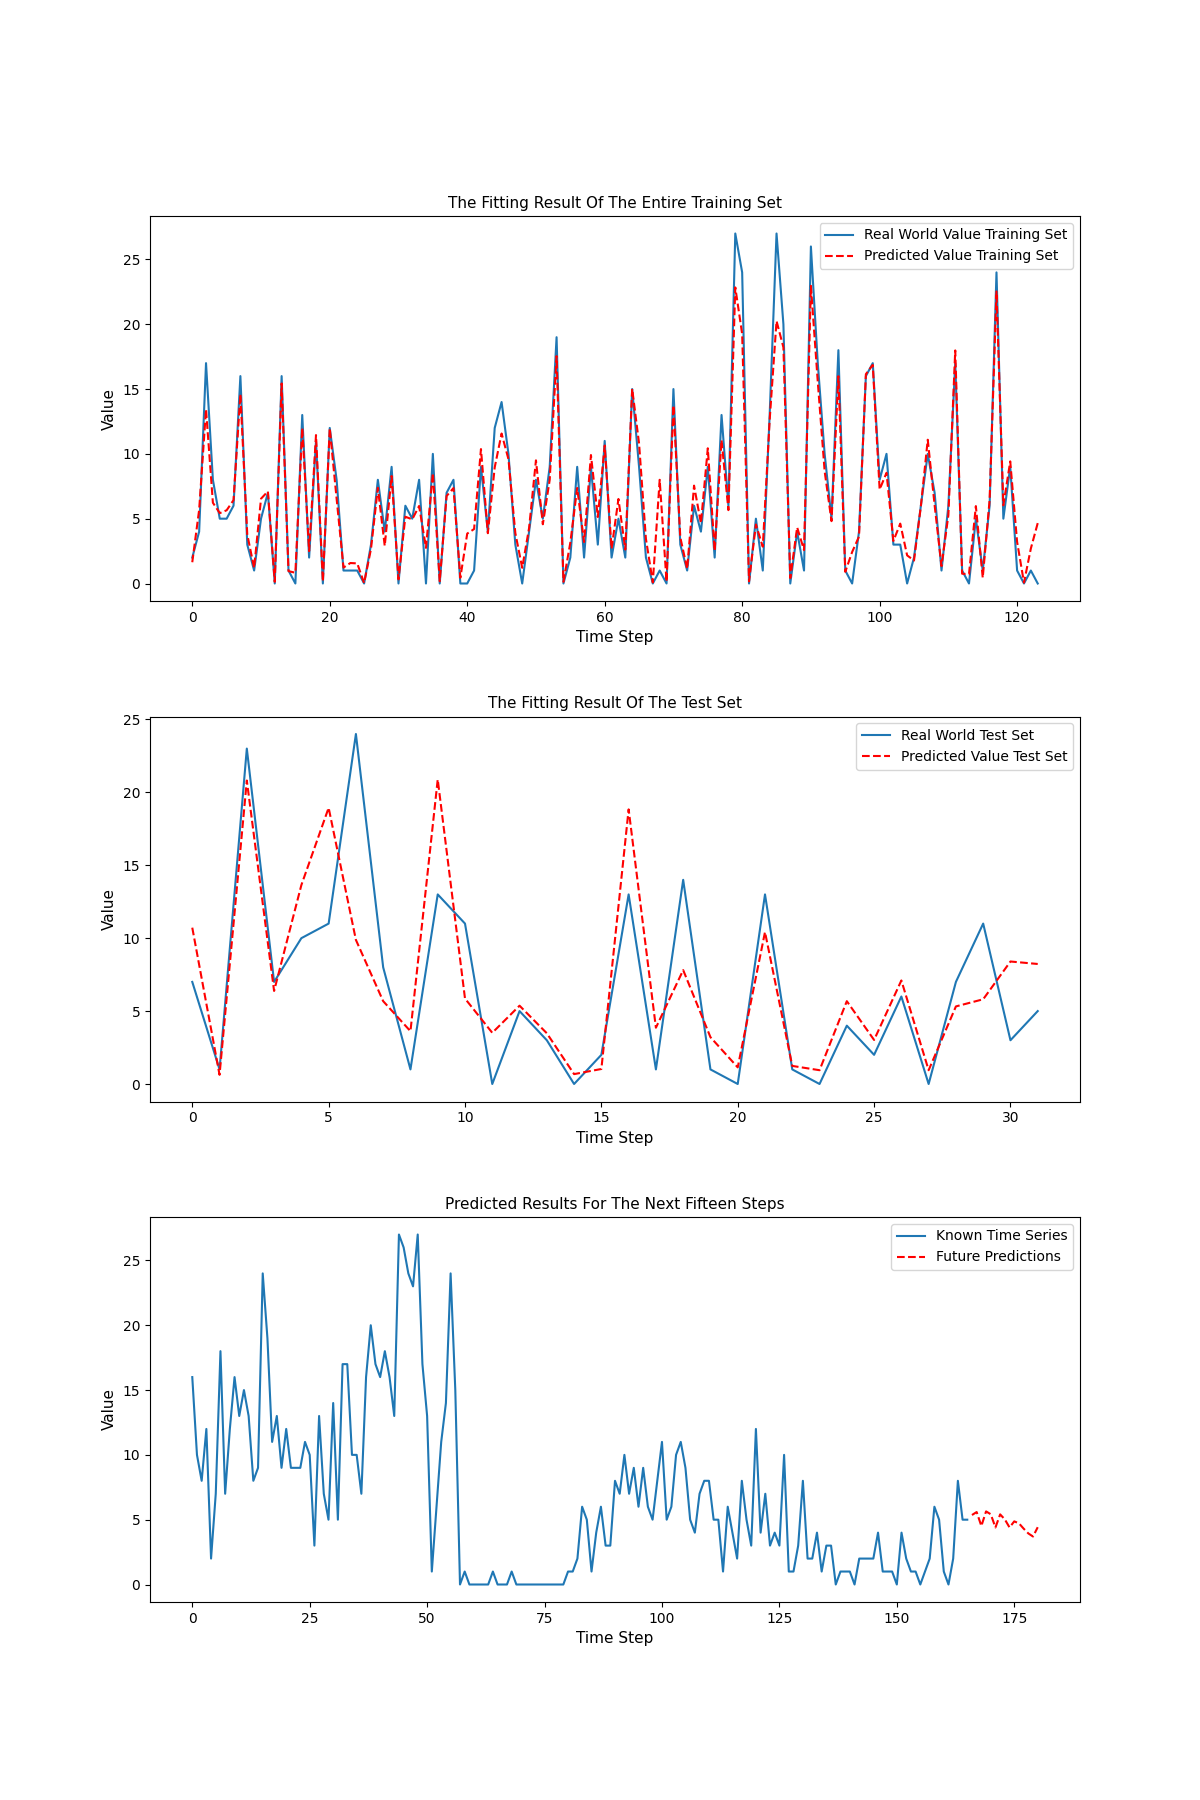 The Fitting Result Of The Entire Training Set
Real World Value Training Set
Predicted Value Training Set
25
20
15
10
5
0
Value
0 20 40 60 80 100 120
Time Step
The Fitting Result Of The Test Set
Real World Test Set
Predicted Value Test Set
25
20
15
10
5
0
Value
0 5 10 15 20 25 30
Time Step
Predicted Results For The Next Fifteen Steps
Known Time Series
Future Predictions
25
20
15
10
5
0
Value
0 25 50 75 100 125 150 175
Time Step